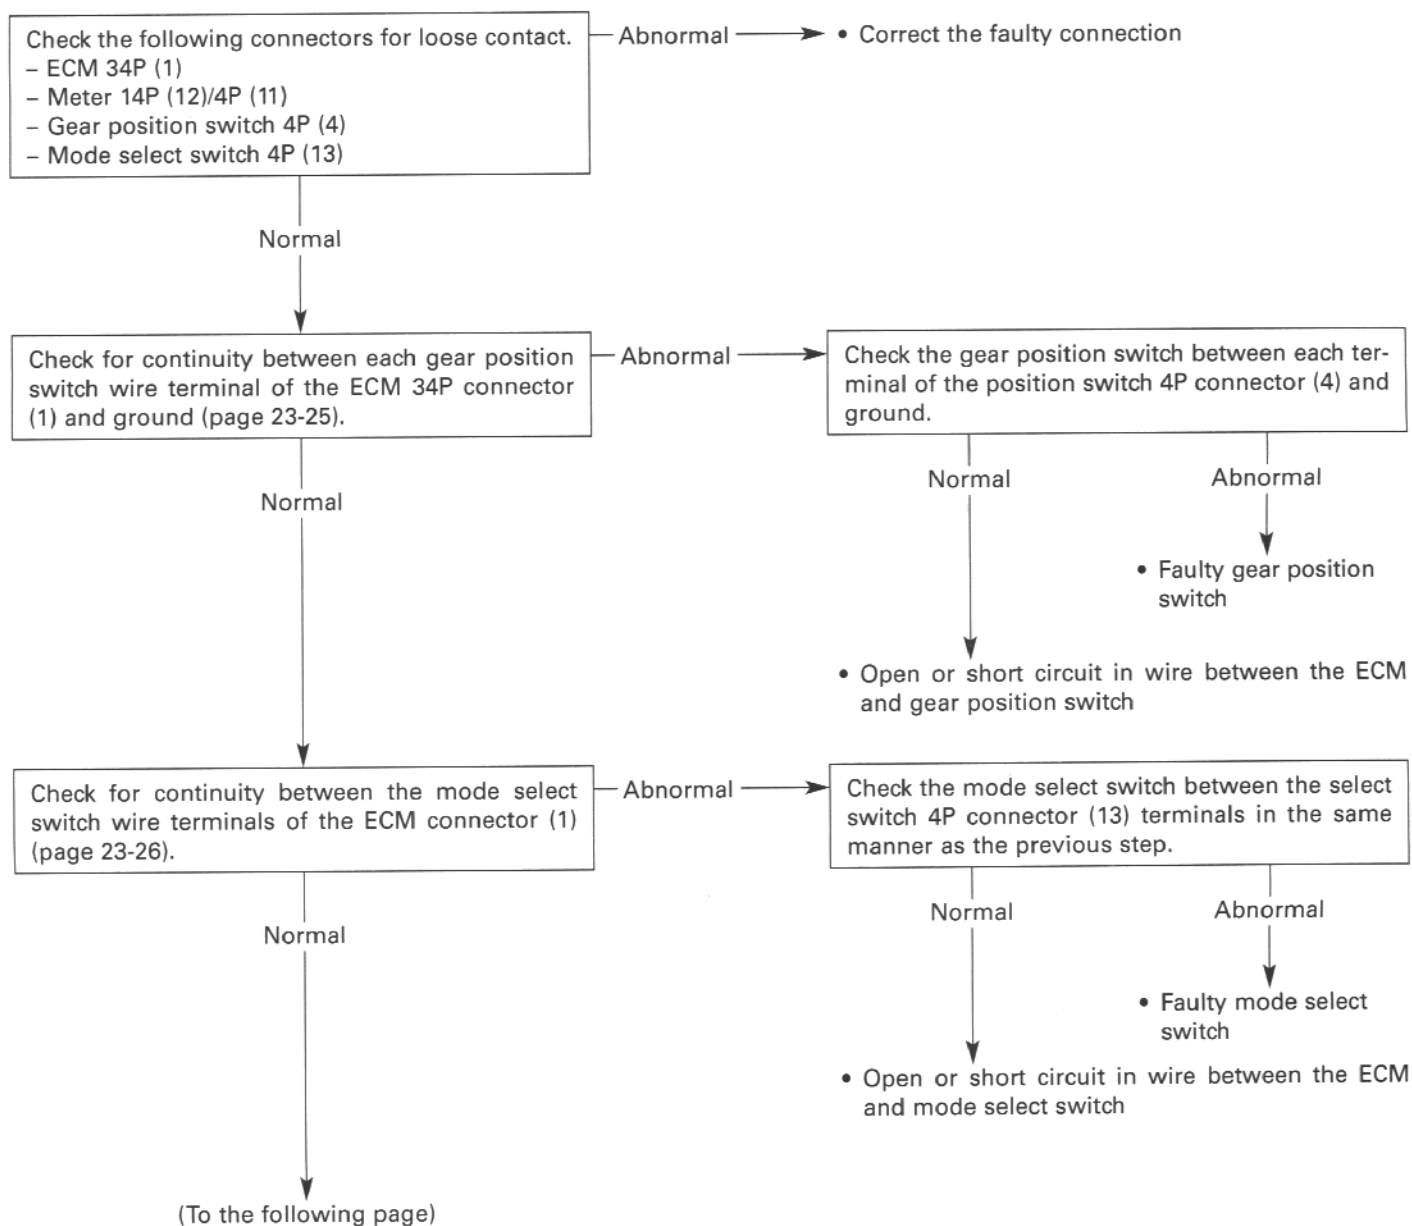 Check the following connectors for loose contact.
– ECM 34P (1)
– Meter 14P (12)/4P (11)
– Gear position switch 4P (4)
– Mode select switch 4P (13)
Abnormal
• Correct the faulty connection
Normal
Check for continuity between each gear position
switch wire terminal of the ECM 34P connector
(1) and ground (page 23-25).
Abnormal
Check the gear position switch between each ter-
minal of the position switch 4P connector (4) and
ground.
Normal
Abnormal
• Faulty gear position
switch
• Open or short circuit in wire between the ECM
and gear position switch
Normal
Check for continuity between the mode select
switch wire terminals of the ECM connector (1)
(page 23-26).
Abnormal
Check the mode select switch between the select
switch 4P connector (13) terminals in the same
manner as the previous step.
Normal
Abnormal
• Faulty mode select
switch
• Open or short circuit in wire between the ECM
and mode select switch
Normal
(To the following page)